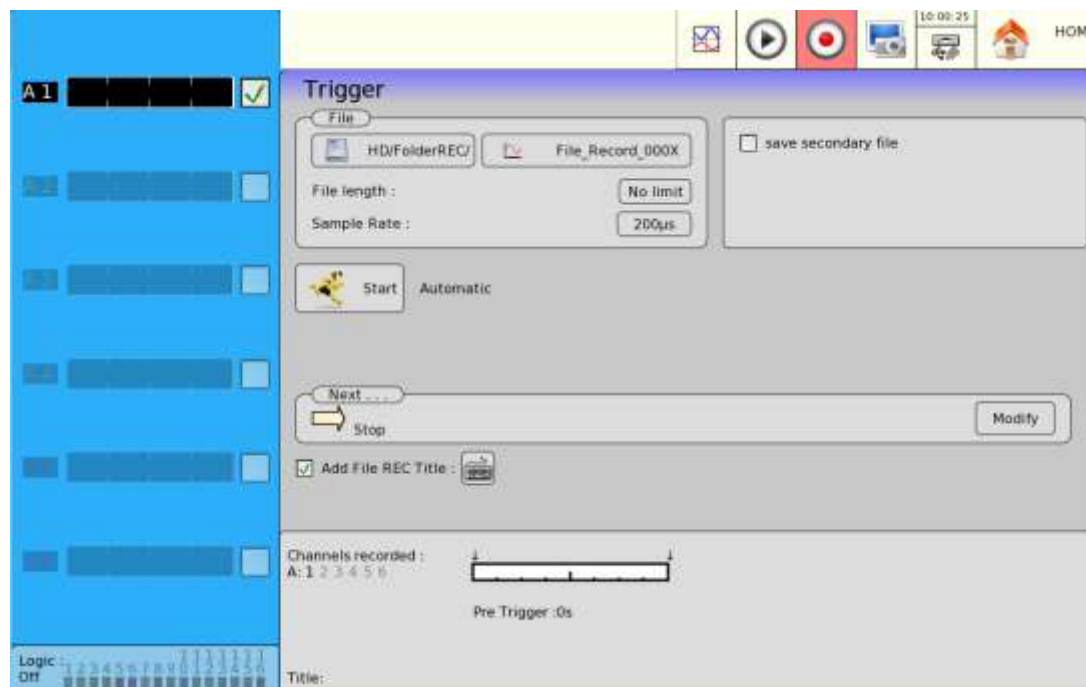 10:00:25
HOM
A 1
Trigger
File
HD/FolderREC/ File_Record_000X
save secondary file
File length : No limit
Sample Rate : 200µs
Start Automatic
Next . . .
Stop
Modify
Add File REC Title :
Channels recorded :
A: 1 2 3 4 5 6
Pre Trigger :0s
Logic :
Off
Title: